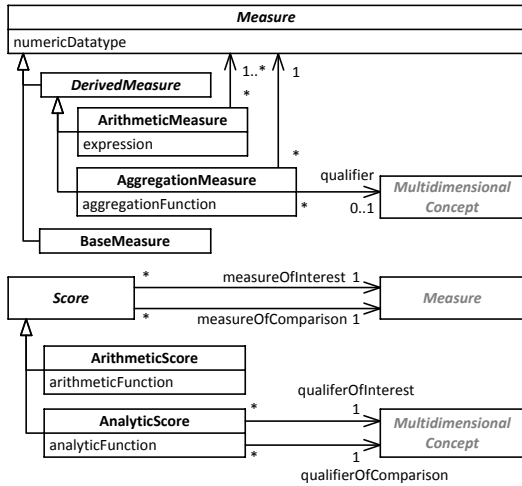 Measure
numericDatatype
DerivedMeasure
1..* 1
*
ArithmeticMeasure
expression
*
AggregationMeasure
qualifier
aggregationFunction
*
0..1
Multidimensional
Concept
BaseMeasure
*
measureOfInterest 1
Score
Measure
*
measureOfComparison 1
ArithmeticScore
arithmeticFunction
qualiferOfInterest
*
1
AnalyticScore
analyticFunction
Multidimensional
Concept
*
1
qualifierOfComparison